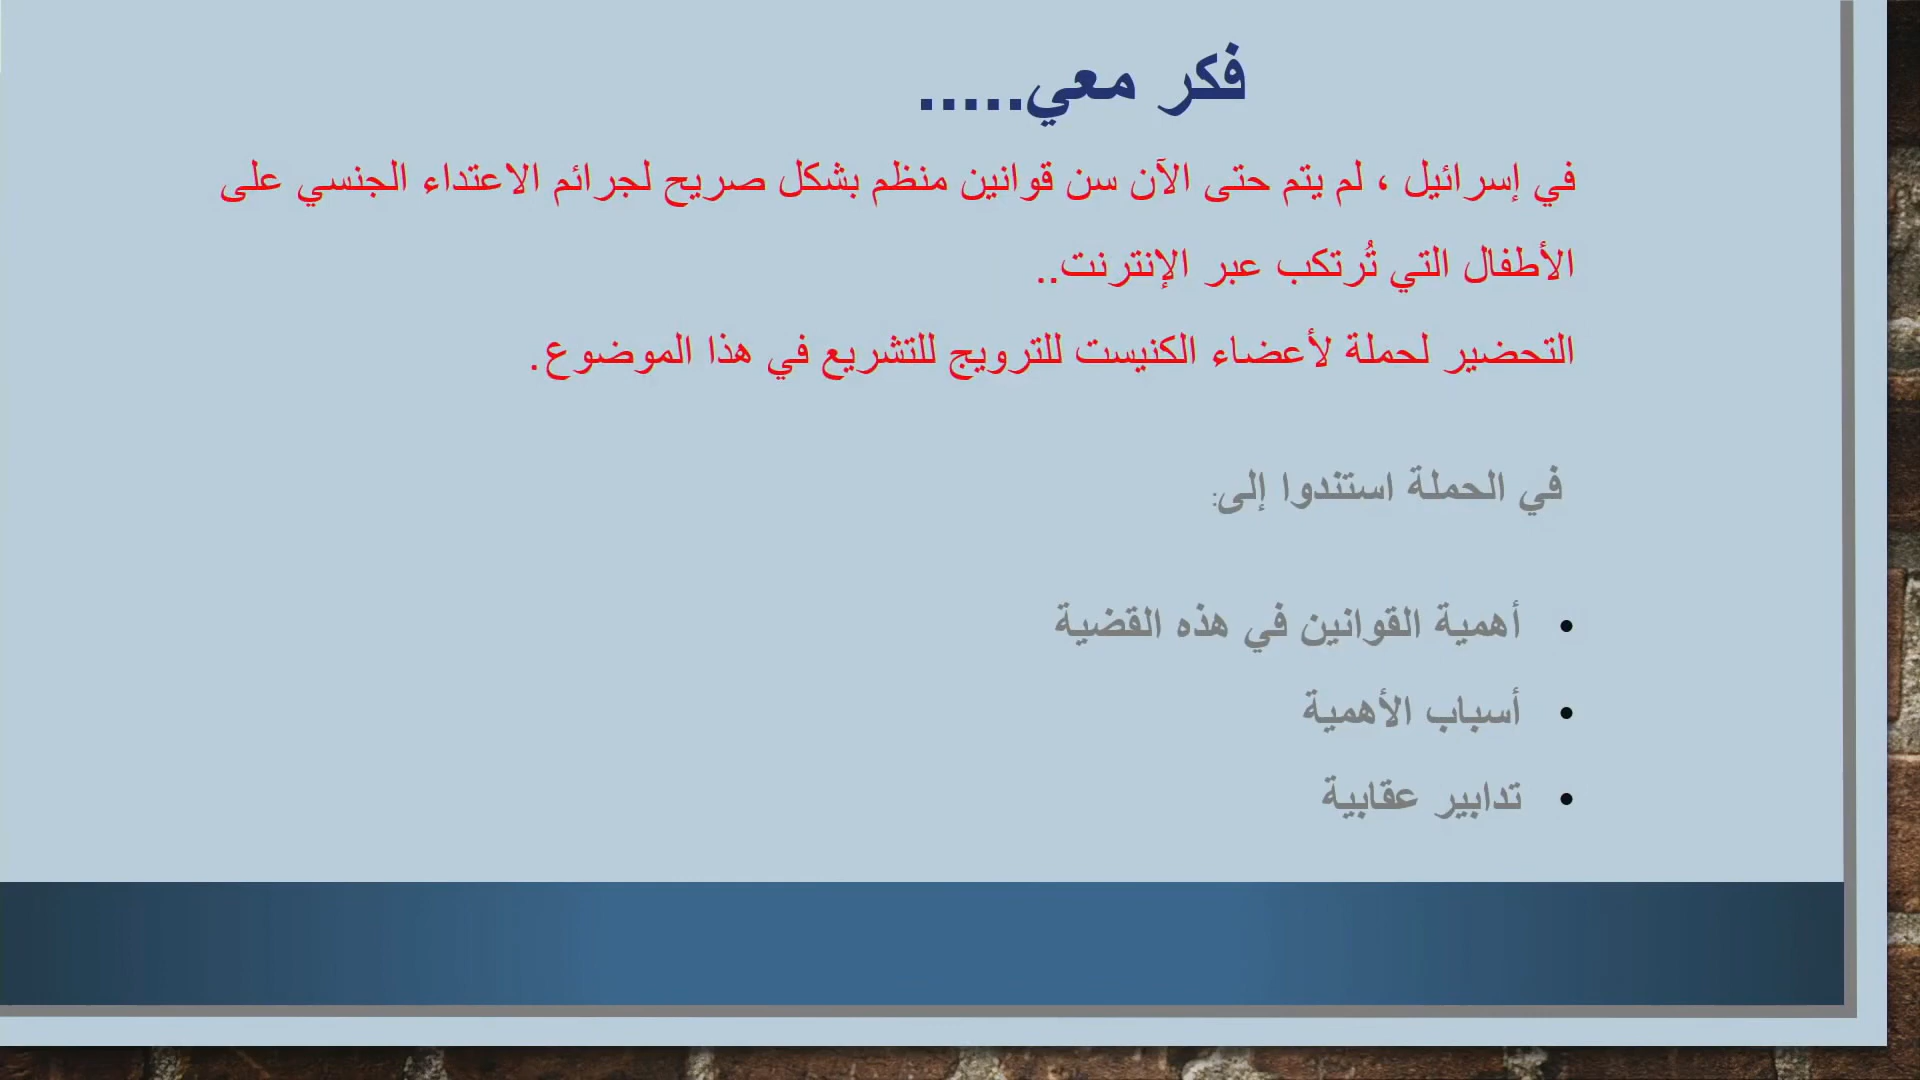 فكر معي.....
في إسرائيل ، لم يتم حتى الآن سن قوانين منظم بشكل صريح لجرائم الاعتداء الجنسي على
الأطفال التي تُرتكب عبر الإنترنت..
التحضير لحملة لأعضاء الكنيست للترويج للتشريع في هذا الموضوع.
في الحملة استندوا إلى:
• أهمية القوانين في هذه القضية
• أسباب الأهمية
• تدابير عقابية